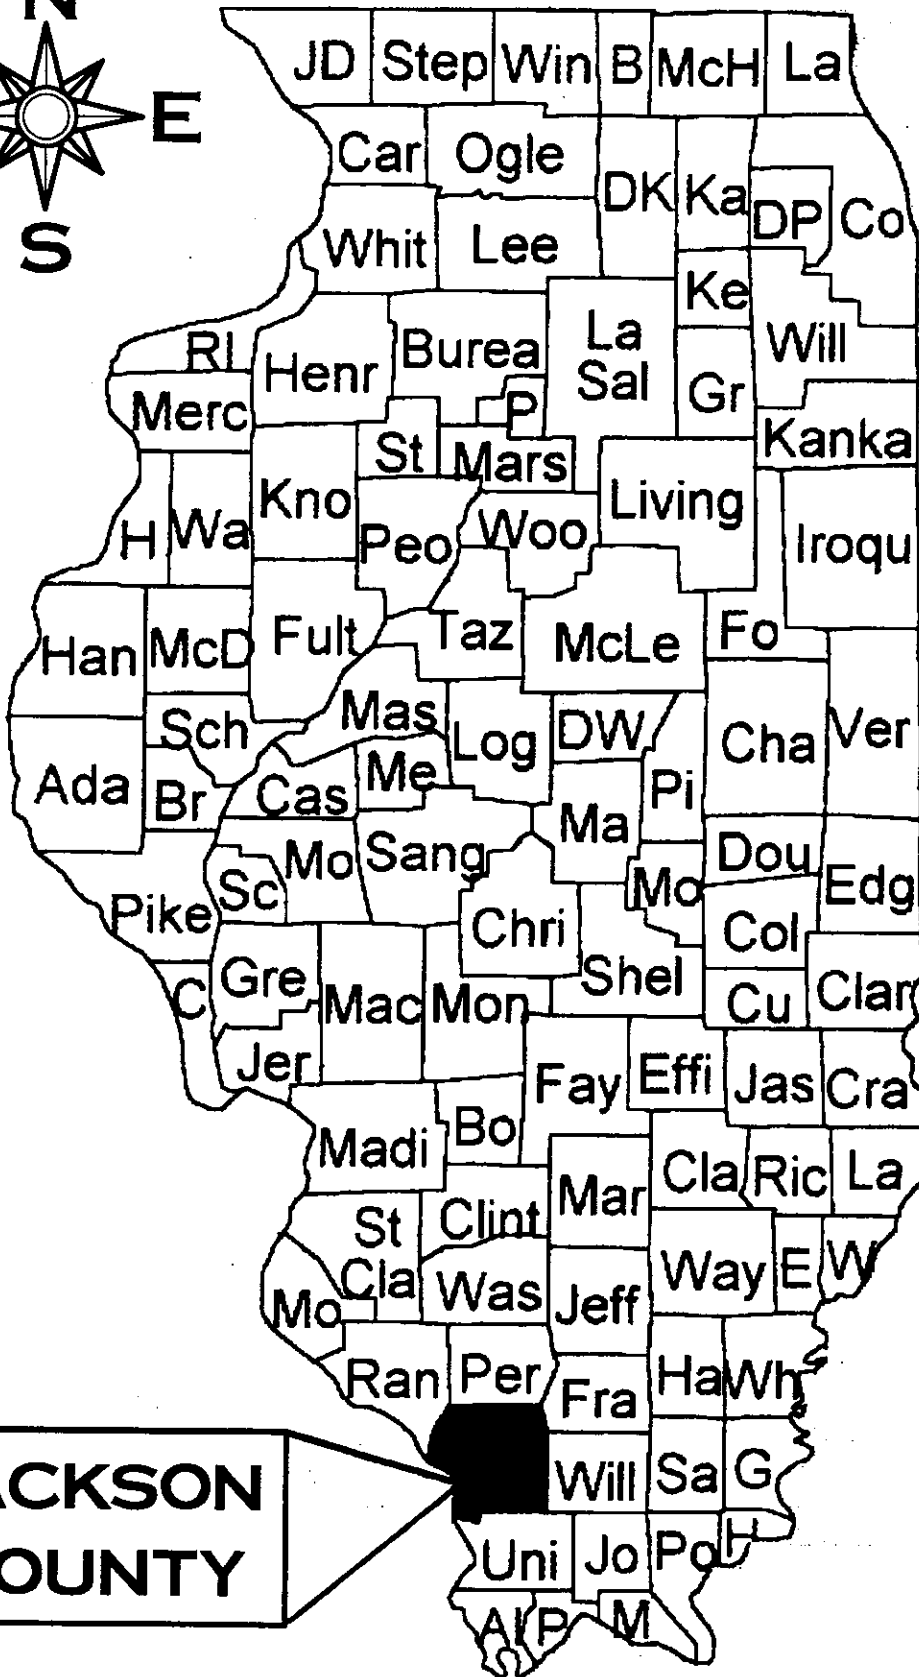 N
E
S
JD Step Win B McH La
Car Ogle DK Ka DP Co
Whit Lee
Ke
RI Henr Burea La Sal Will
Merc P Gr
St Mars Kanka
H Wa Kno Peo Woo Living Iroqu
Han McD Fult Taz McLe Fo
Sch Mas Log DW Cha Ver
Ada Br Cas Me Ma Pi
Sc Mo Sang Mo Dou Edg
Pike Chri Col
C Gre Mac Mon Shel Cu Clar
Jer Fay Effi Jas Cra
Madi Bo
St Cla Clint Mar Cla Ric La
Mo Was Jeff Way E W
Ran Per Fra Ha Wh
Will Sa G
ACKSON
OUNTY
Uni Jo Po H
Al P M